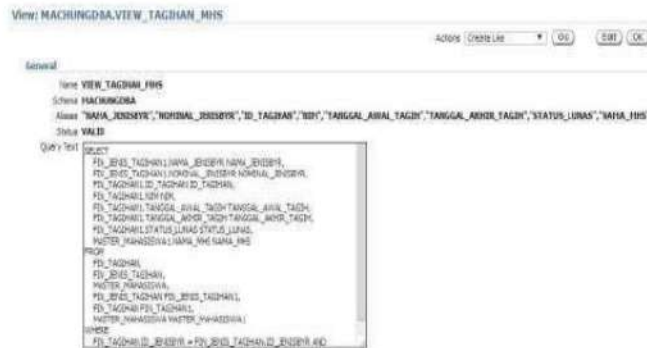 View: MACHUNGDBA.VIEW_TAGIHAN_MHS
Actions Create Like Go Edit OK
General
Name VIEW_TAGIHAN_MHS
Schema MACHUNGDBA
Aliases "NAMA_JENISBYR","NOMINAL_JENISBYR","ID_TAGIHAN","NIM","TANGGAL_AWAL_TAGIH","TANGGAL_AKHIR_TAGIH","STATUS_LUNAS","NAMA_MHS"
Status VALID
Query Text SELECT
FIN_JENIS_TAGIHAN1.NAMA_JENISBYR NAMA_JENISBYR,
FIN_JENIS_TAGIHAN1.NOMINAL_JENISBYR NOMINAL_JENISBYR,
FIN_TAGIHAN1.ID_TAGIHAN ID_TAGIHAN,
FIN_TAGIHAN1.NIM NIM,
FIN_TAGIHAN1.TANGGAL_AWAL_TAGIH TANGGAL_AWAL_TAGIH,
FIN_TAGIHAN1.TANGGAL_AKHIR_TAGIH TANGGAL_AKHIR_TAGIH,
FIN_TAGIHAN1.STATUS_LUNAS STATUS_LUNAS,
MASTER_MAHASISWA1.NAMA_MHS NAMA_MHS
FROM
FIN_TAGIHAN,
FIN_JENIS_TAGIHAN,
MASTER_MAHASISWA,
FIN_JENIS_TAGIHAN FIN_JENIS_TAGIHAN1,
FIN_TAGIHAN FIN_TAGIHAN1,
MASTER_MAHASISWA MASTER_MAHASISWA1
WHERE
FIN_TAGIHAN.ID_JENISBYR = FIN_JENIS_TAGIHAN.ID_JENISBYR AND